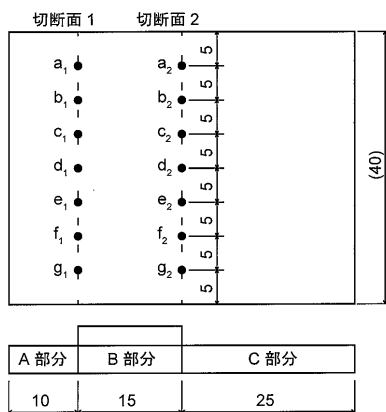 切断面 1 切断面 2
a₁ a₂
b₁ b₂
c₁ c₂
d₁ d₂
e₁ e₂
f₁ f₂
g₁ g₂
5
5
5
5
5
5
5
5
(40)
A 部分 B 部分 C 部分
10 15 25